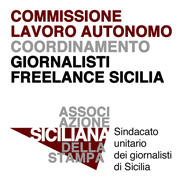 COMMISSIONE
LAVORO AUTONOMO
COORDINAMENTO
GIORNALISTI
FREELANCE SICILIA
ASSOCI
AZIONE
SICILIANA
DELLA
STAMPA
Sindacato
unitario
dei giornalisti
di Sicilia